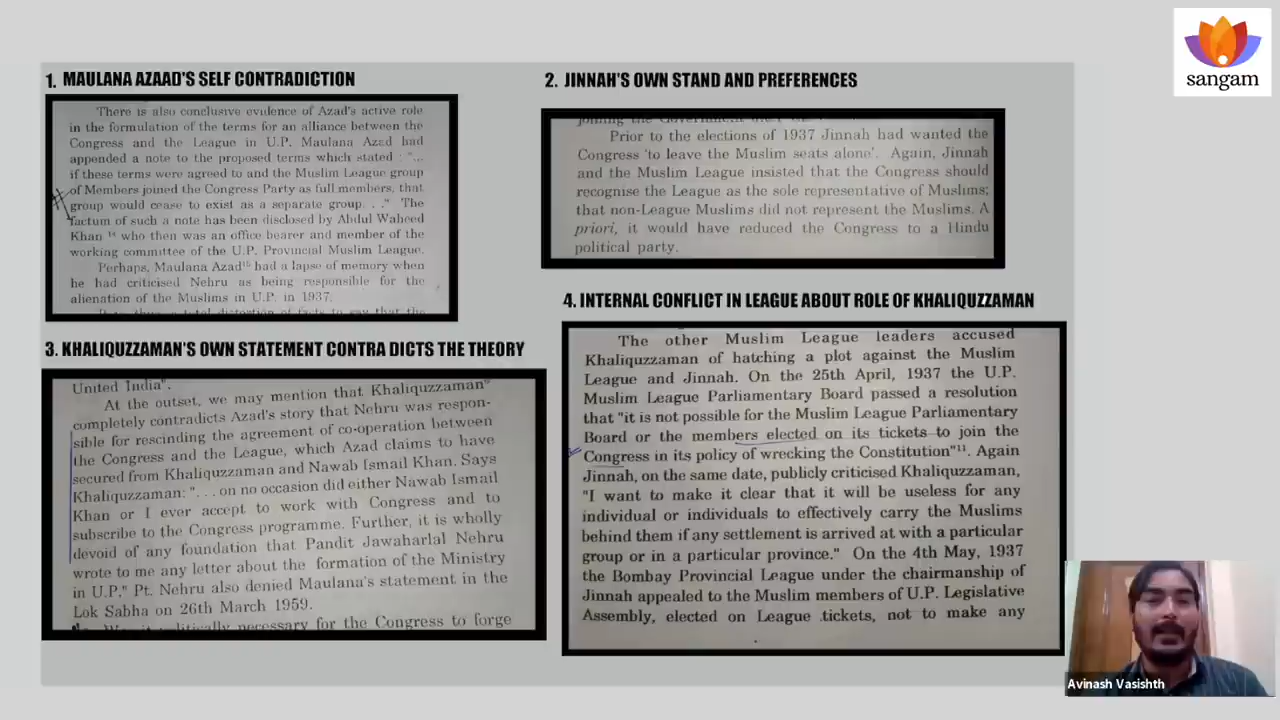 sangam
1. MAULANA AZAAD'S SELF CONTRADICTION
There is also conclusive evidence of Azad's active role
in the formulation of the terms for an alliance between the
Congress and the League in U.P. Maulana Azad had
appended a note to the proposed terms which stated : "...
if these terms were agreed to and the Muslim League group
of Members joined the Congress Party as full members, that
group would cease to exist as a separate group. . ." The
factum of such a note has been disclosed by Abdul Waheed
Khan 14 who then was an office bearer and member of the
working committee of the U.P. Provincial Muslim League.
Perhaps, Maulana Azad15 had a lapse of memory when
he had criticised Nehru as being responsible for the
alienation of the Muslims in U.P. in 1937.
distortion of facts to say that the
2. JINNAH'S OWN STAND AND PREFERENCES
joining the Government
Prior to the elections of 1937 Jinnah had wanted the
Congress 'to leave the Muslim seats alone'. Again, Jinnah
and the Muslim League insisted that the Congress should
recognise the League as the sole representative of Muslims;
that non-League Muslims did not represent the Muslims. A
priori, it would have reduced the Congress to a Hindu
political party.
3. KHALIQUZZAMAN'S OWN STATEMENT CONTRA DICTS THE THEORY
United India".
At the outset, we may mention that Khaliquzzaman
completely contradicts Azad's story that Nehru was respon-
sible for rescinding the agreement of co-operation between
the Congress and the League, which Azad claims to have
secured from Khaliquzzaman and Nawab Ismail Khan. Says
Khaliquzzaman: ". . . on no occasion did either Nawab Ismail
Khan or I ever accept to work with Congress and to
subscribe to the Congress programme. Further, it is wholly
devoid of any foundation that Pandit Jawaharlal Nehru
wrote to me any letter about the formation of the Ministry
in U.P." Pt. Nehru also denied Maulana's statement in the
Lok Sabha on 26th March 1959.
politically necessary for the Congress to forge
4. INTERNAL CONFLICT IN LEAGUE ABOUT ROLE OF KHALIQUZZAMAN
The other Muslim League leaders accused
Khaliquzzaman of hatching a plot against the Muslim
League and Jinnah. On the 25th April, 1937 the U.P.
Muslim League Parliamentary Board passed a resolution
that "it is not possible for the Muslim League Parliamentary
Board or the members elected on its tickets to join the
Congress in its policy of wrecking the Constitution"11. Again
Jinnah, on the same date, publicly criticised Khaliquzzaman,
"I want to make it clear that it will be useless for any
individual or individuals to effectively carry the Muslims
behind them if any settlement is arrived at with a particular
group or in a particular province." On the 4th May, 1937
the Bombay Provincial League under the chairmanship of
Jinnah appealed to the Muslim members of U.P. Legislative
Assembly, elected on League tickets, not to make any
Avinash Vasishth